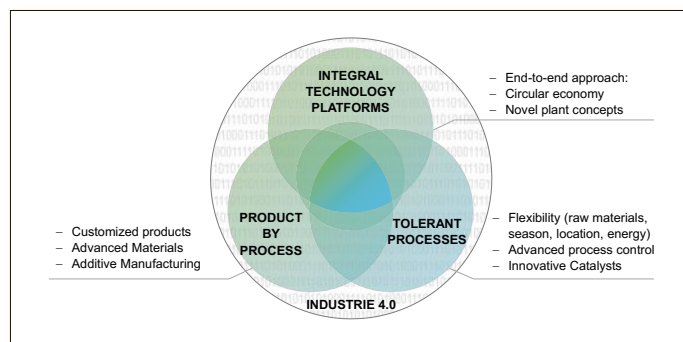 INTEGRAL
TECHNOLOGY
PLATFORMS
– End-to-end approach:
– Circular economy
– Novel plant concepts
PRODUCT
BY
PROCESS
– Customized products
– Advanced Materials
– Additive Manufacturing
TOLERANT
PROCESSES
– Flexibility (raw materials,
season, location, energy)
– Advanced process control
– Innovative Catalysts
INDUSTRIE 4.0